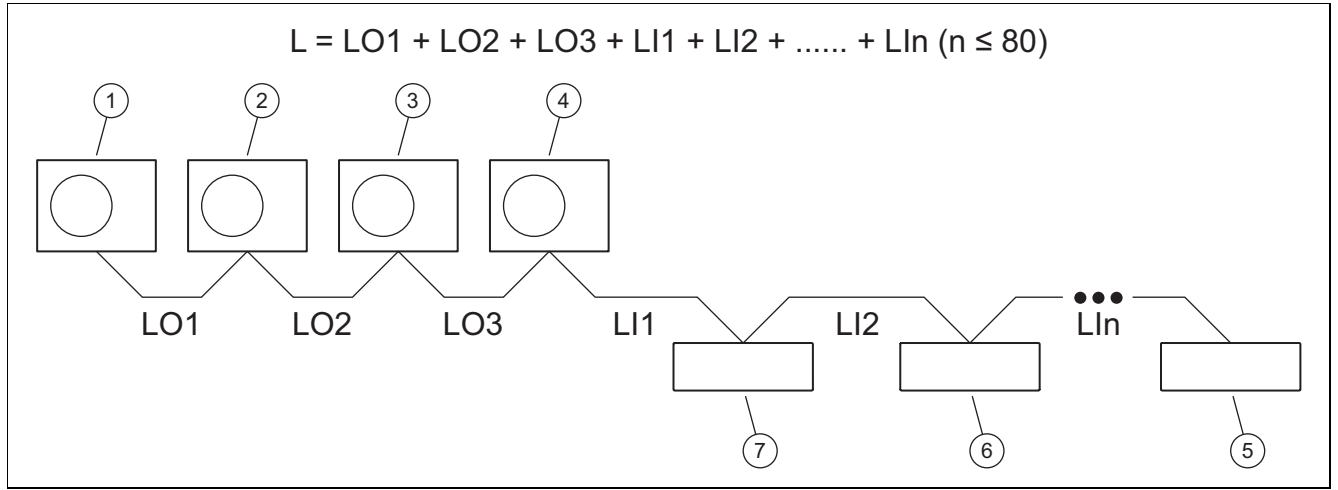 L = LO1 + LO2 + LO3 + LI1 + LI2 + ...... + LIn (n ≤ 80)
1 2 3 4
LO1 LO2 LO3 LI1 LI2 LIn
7 6 5